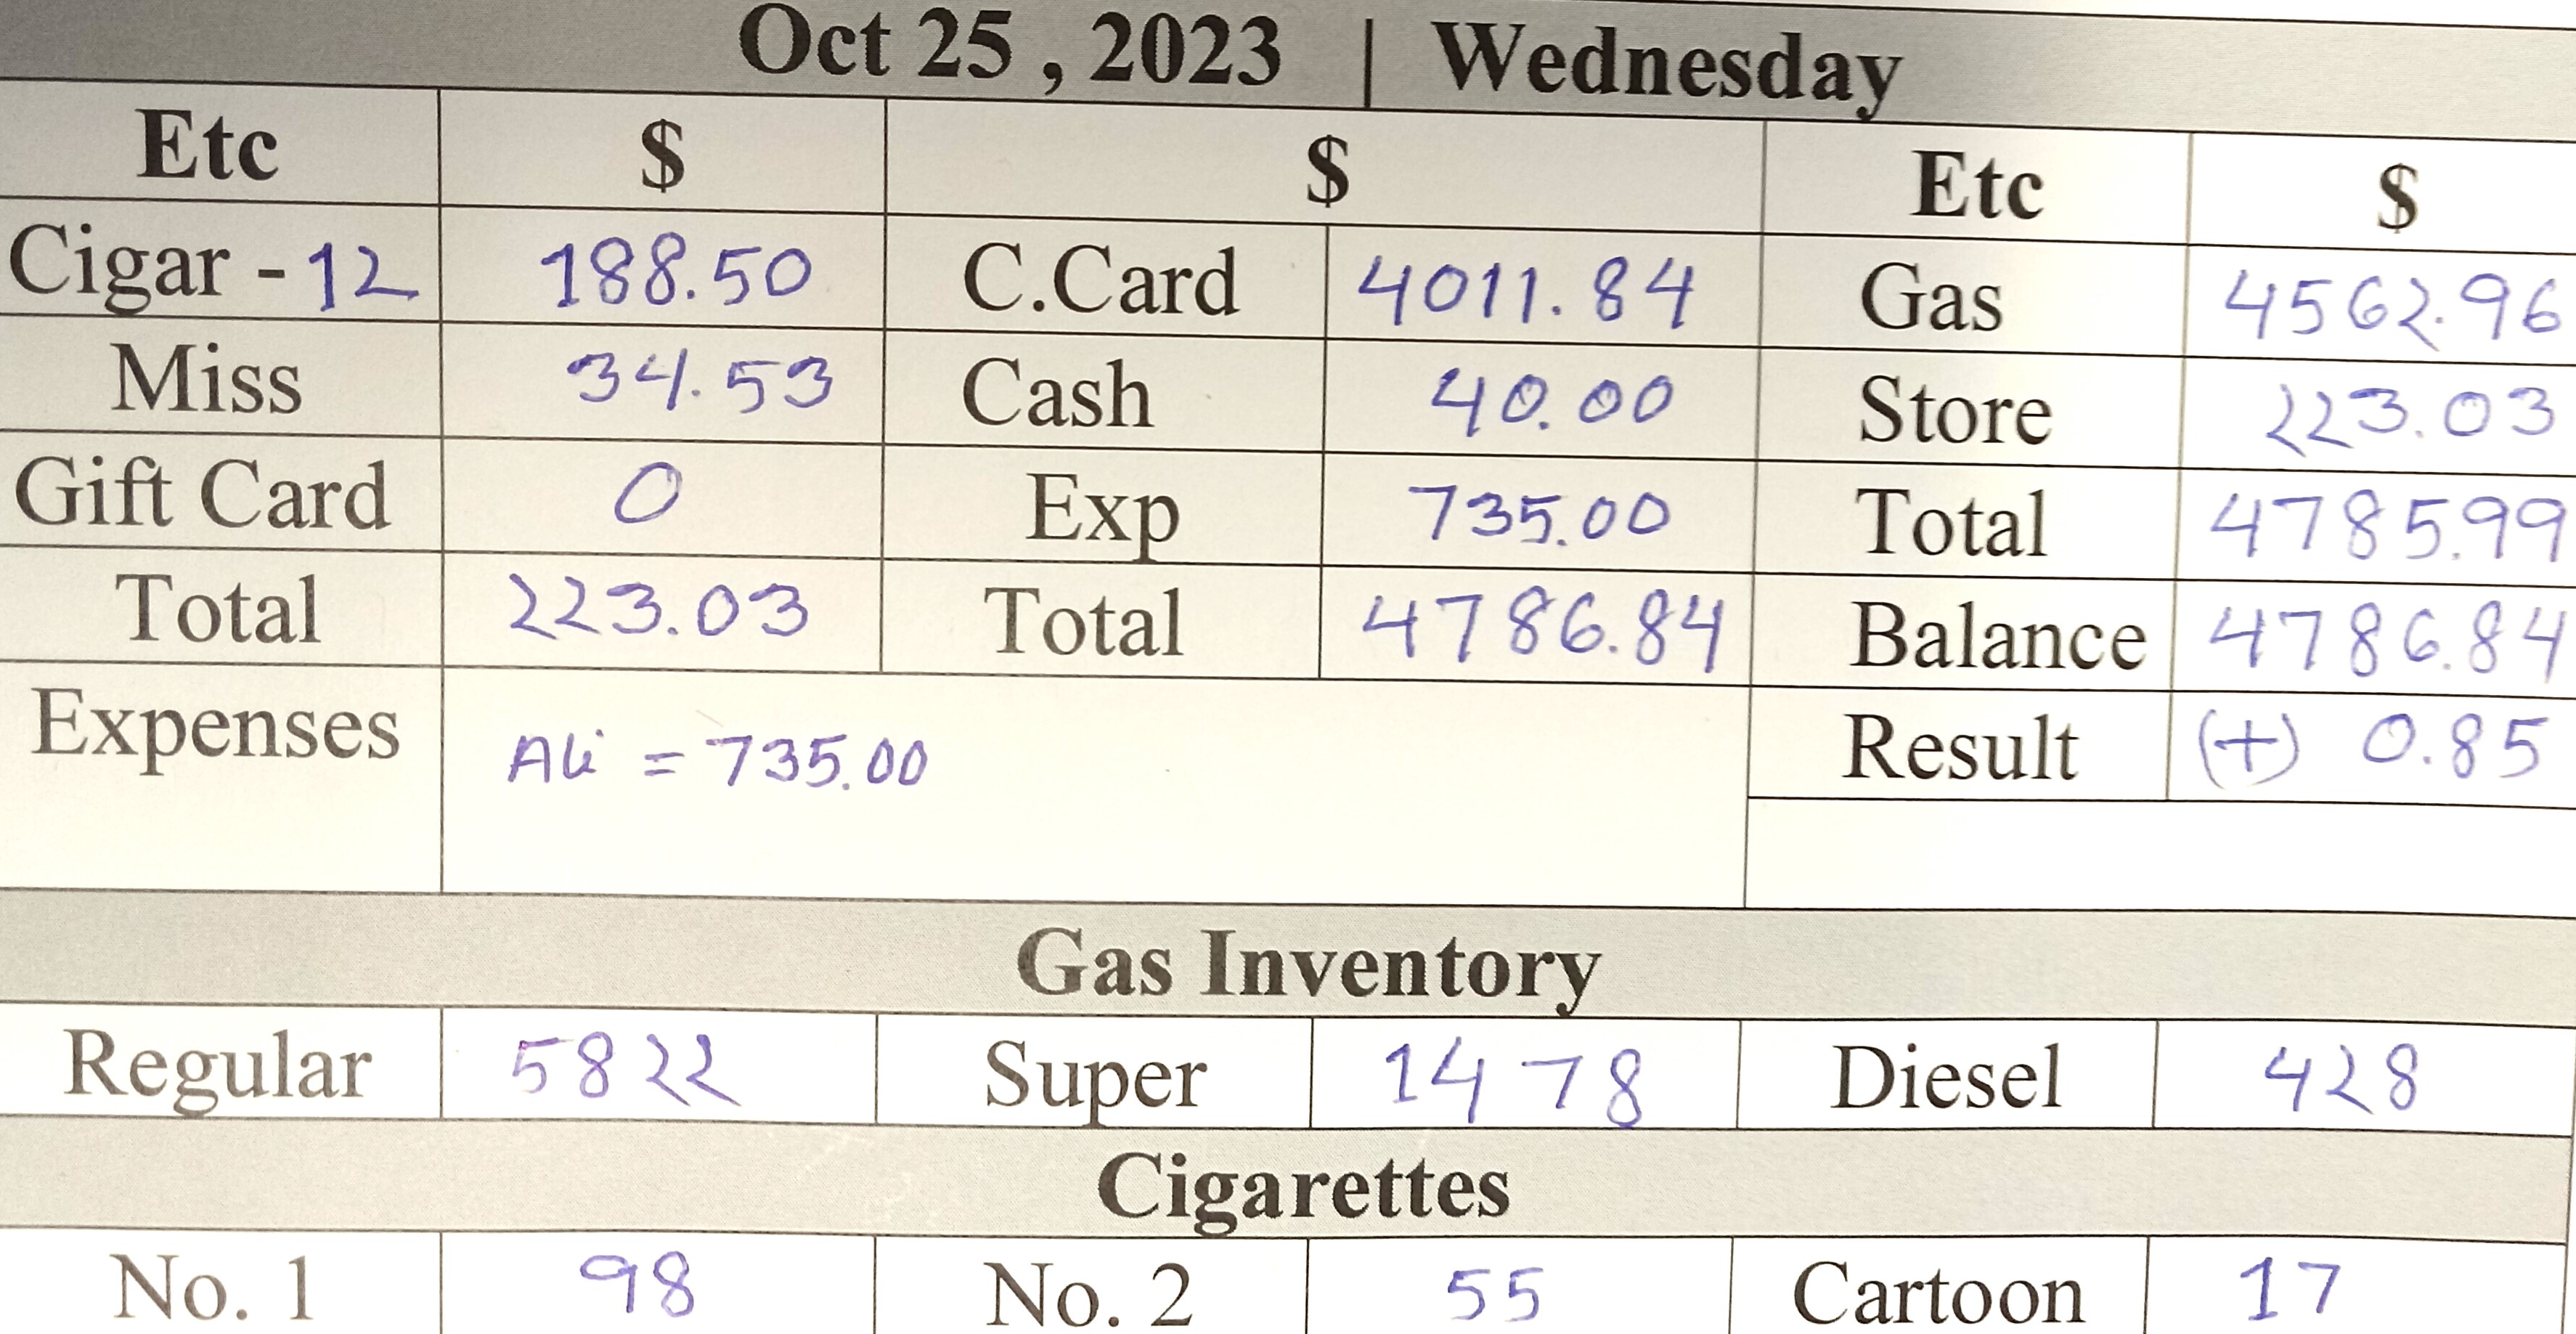 Oct 25 , 2023 | Wednesday
Etc $ $ Etc $
Cigar - 12 188.50 C.Card 4011.84 Gas 4562.96
Miss 34.53 Cash 40.00 Store 223.03
Gift Card 0 Exp 735.00 Total 4785.99
Total 223.03 Total 4786.84 Balance 4786.84
Expenses Ali = 735.00 Result (+) 0.85
Gas Inventory
Regular 5822 Super 1478 Diesel 428
Cigarettes
No. 1 98 No. 2 55 Cartoon 17